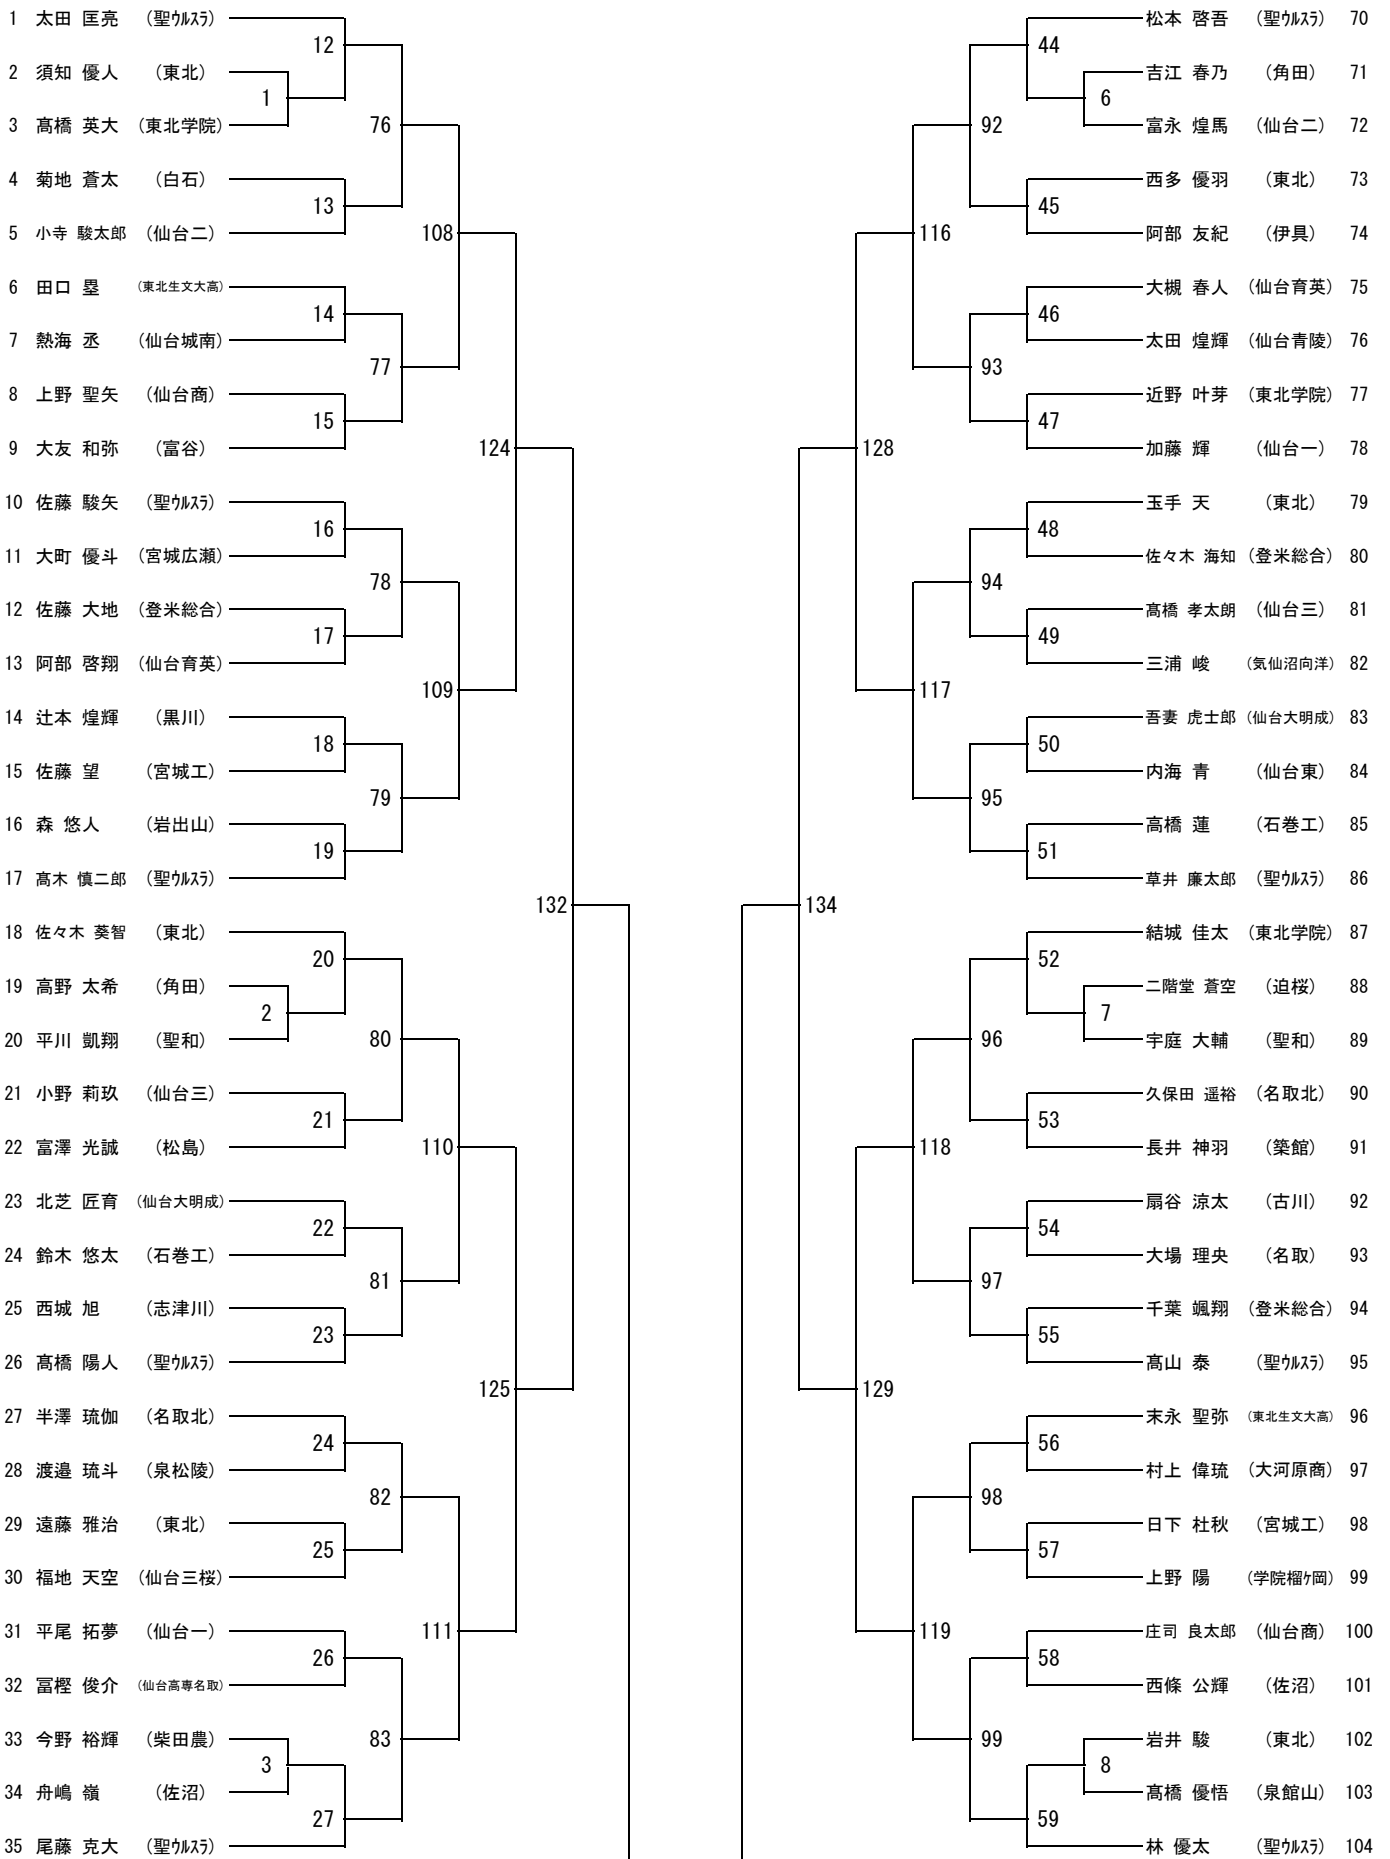 1 太田 匡亮 (聖ｳﾙｽﾗ)
2 須知 優人 (東北)
3 髙橋 英大 (東北学院)
4 菊地 蒼太 (白石)
5 小寺 駿太郎 (仙台二)
6 田口 塁 (東北生文大高)
7 熱海 丞 (仙台城南)
8 上野 聖矢 (仙台商)
9 大友 和弥 (富谷)
10 佐藤 駿矢 (聖ｳﾙｽﾗ)
11 大町 優斗 (宮城広瀬)
12 佐藤 大地 (登米総合)
13 阿部 啓翔 (仙台育英)
14 辻本 煌輝 (黒川)
15 佐藤 望 (宮城工)
16 森 悠人 (岩出山)
17 髙木 慎二郎 (聖ｳﾙｽﾗ)
18 佐々木 葵智 (東北)
19 高野 太希 (角田)
20 平川 凱翔 (聖和)
21 小野 莉玖 (仙台三)
22 富澤 光誠 (松島)
23 北芝 匠育 (仙台大明成)
24 鈴木 悠太 (石巻工)
25 西城 旭 (志津川)
26 髙橋 陽人 (聖ｳﾙｽﾗ)
27 半澤 琉伽 (名取北)
28 渡邉 琉斗 (泉松陵)
29 遠藤 雅治 (東北)
30 福地 天空 (仙台三桜)
31 平尾 拓夢 (仙台一)
32 冨樫 俊介 (仙台高専名取)
33 今野 裕輝 (柴田農)
34 舟嶋 嶺 (佐沼)
35 尾藤 克大 (聖ｳﾙｽﾗ)
1
2
3
12
13
14
15
16
17
18
19
20
21
22
23
24
25
26
27
76
77
78
79
80
81
82
83
108
109
110
111
124
125
132
134
128
129
116
117
118
119
92
93
94
95
96
97
98
99
44
45
46
47
48
49
50
51
52
53
54
55
56
57
58
59
6
7
8
松本 啓吾 (聖ｳﾙｽﾗ) 70
吉江 春乃 (角田) 71
富永 煌馬 (仙台二) 72
西多 優羽 (東北) 73
阿部 友紀 (伊具) 74
大槻 春人 (仙台育英) 75
太田 煌輝 (仙台青陵) 76
近野 叶芽 (東北学院) 77
加藤 輝 (仙台一) 78
玉手 天 (東北) 79
佐々木 海知 (登米総合) 80
髙橋 孝太朗 (仙台三) 81
三浦 峻 (気仙沼向洋) 82
吾妻 虎士郎 (仙台大明成) 83
内海 青 (仙台東) 84
高橋 蓮 (石巻工) 85
草井 廉太郎 (聖ｳﾙｽﾗ) 86
結城 佳太 (東北学院) 87
二階堂 蒼空 (迫桜) 88
宇庭 大輔 (聖和) 89
久保田 遥裕 (名取北) 90
長井 神羽 (築館) 91
扇谷 涼太 (古川) 92
大場 理央 (名取) 93
千葉 颯翔 (登米総合) 94
髙山 泰 (聖ｳﾙｽﾗ) 95
末永 聖弥 (東北生文大高) 96
村上 偉琉 (大河原商) 97
日下 杜秋 (宮城工) 98
上野 陽 (学院榴ｹ岡) 99
庄司 良太郎 (仙台商) 100
西條 公輝 (佐沼) 101
岩井 駿 (東北) 102
髙橋 優悟 (泉館山) 103
林 優太 (聖ｳﾙｽﾗ) 104